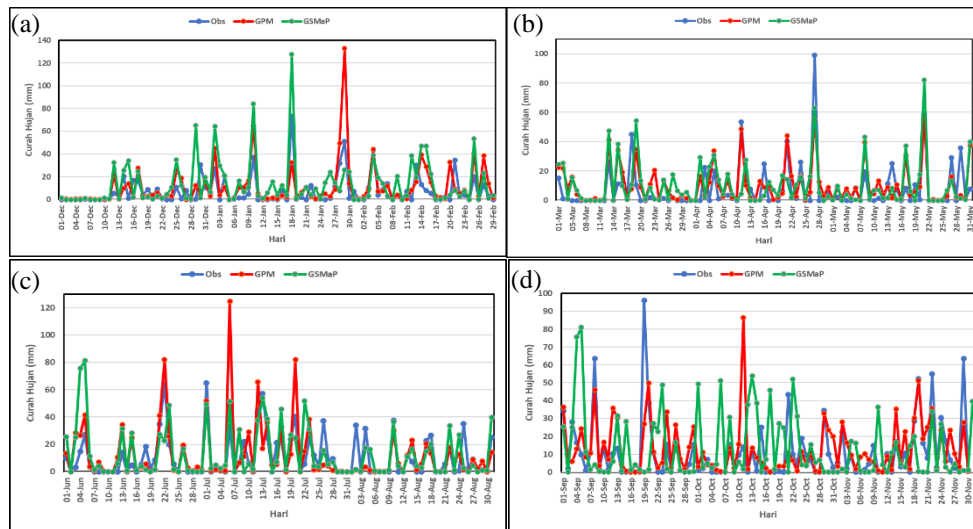 (a)
Obs GPM GSMaP
140
120
100
80
60
40
20
0
Curah Hujan (mm)
01-Dec 04-Dec 07-Dec 10-Dec 13-Dec 16-Dec 19-Dec 22-Dec 25-Dec 28-Dec 31-Dec 03-Jan 06-Jan 09-Jan 12-Jan 15-Jan 18-Jan 21-Jan 24-Jan 27-Jan 30-Jan 02-Feb 05-Feb 08-Feb 11-Feb 14-Feb 17-Feb 20-Feb 23-Feb 26-Feb 29-Feb
Hari
(b)
Obs GPM GSMaP
100
80
60
40
20
0
Curah Hujan (mm)
01-Mar 04-Mar 07-Mar 10-Mar 13-Mar 16-Mar 19-Mar 22-Mar 25-Mar 28-Mar 01-Apr 04-Apr 07-Apr 10-Apr 13-Apr 16-Apr 19-Apr 22-Apr 25-Apr 28-Apr 01-May 04-May 07-May 10-May 13-May 16-May 19-May 22-May 25-May 28-May 31-May
Hari
(c)
Obs GPM GSMaP
120
100
80
60
40
20
0
Curah Hujan (mm)
01-Jun 04-Jun 07-Jun 10-Jun 13-Jun 16-Jun 19-Jun 22-Jun 25-Jun 28-Jun 01-Jul 04-Jul 07-Jul 10-Jul 13-Jul 16-Jul 19-Jul 22-Jul 25-Jul 28-Jul 31-Jul 03-Aug 06-Aug 09-Aug 12-Aug 15-Aug 18-Aug 21-Aug 24-Aug 27-Aug 30-Aug
Hari
(d)
Obs GPM GSMaP
100
90
80
70
60
50
40
30
20
10
0
Curah Hujan (mm)
01-Sep 04-Sep 07-Sep 10-Sep 13-Sep 16-Sep 19-Sep 22-Sep 25-Sep 28-Sep 01-Oct 04-Oct 07-Oct 10-Oct 13-Oct 16-Oct 19-Oct 22-Oct 25-Oct 28-Oct 31-Oct 03-Nov 06-Nov 09-Nov 12-Nov 15-Nov 18-Nov 21-Nov 24-Nov 27-Nov 30-Nov
Hari